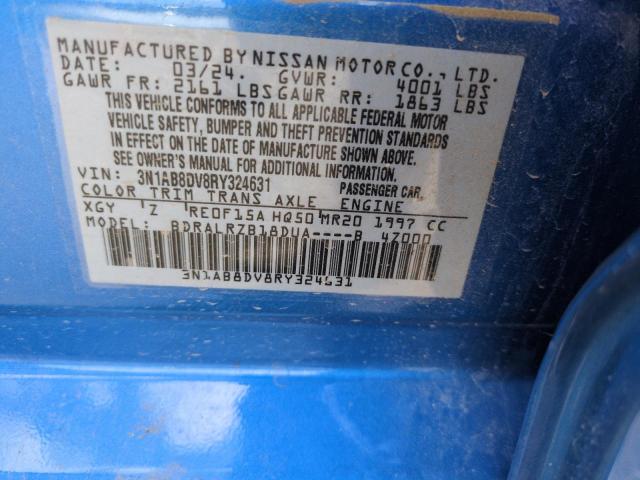 MANUFACTURED BY NISSAN MOTOR CO., LTD.
DATE: 03/24. GVWR: 4001 LBS
GAWR FR: 2161 LBS GAWR RR: 1863 LBS
THIS VEHICLE CONFORMS TO ALL APPLICABLE FEDERAL MOTOR
VEHICLE SAFETY, BUMPER AND THEFT PREVENTION STANDARDS
IN EFFECT ON THE DATE OF MANUFACTURE SHOWN ABOVE.
SEE OWNER'S MANUAL FOR ADDITIONAL INFORMATION.
VIN: 3N1AB8DV8RY324631 PASSENGER CAR
COLOR TRIM TRANS AXLE ENGINE
XGY Z RE0F15A HQ50 MR20 1997 CC
BDRALRZB18DUA----B 4Z000
3N1AB8DV8RY324631